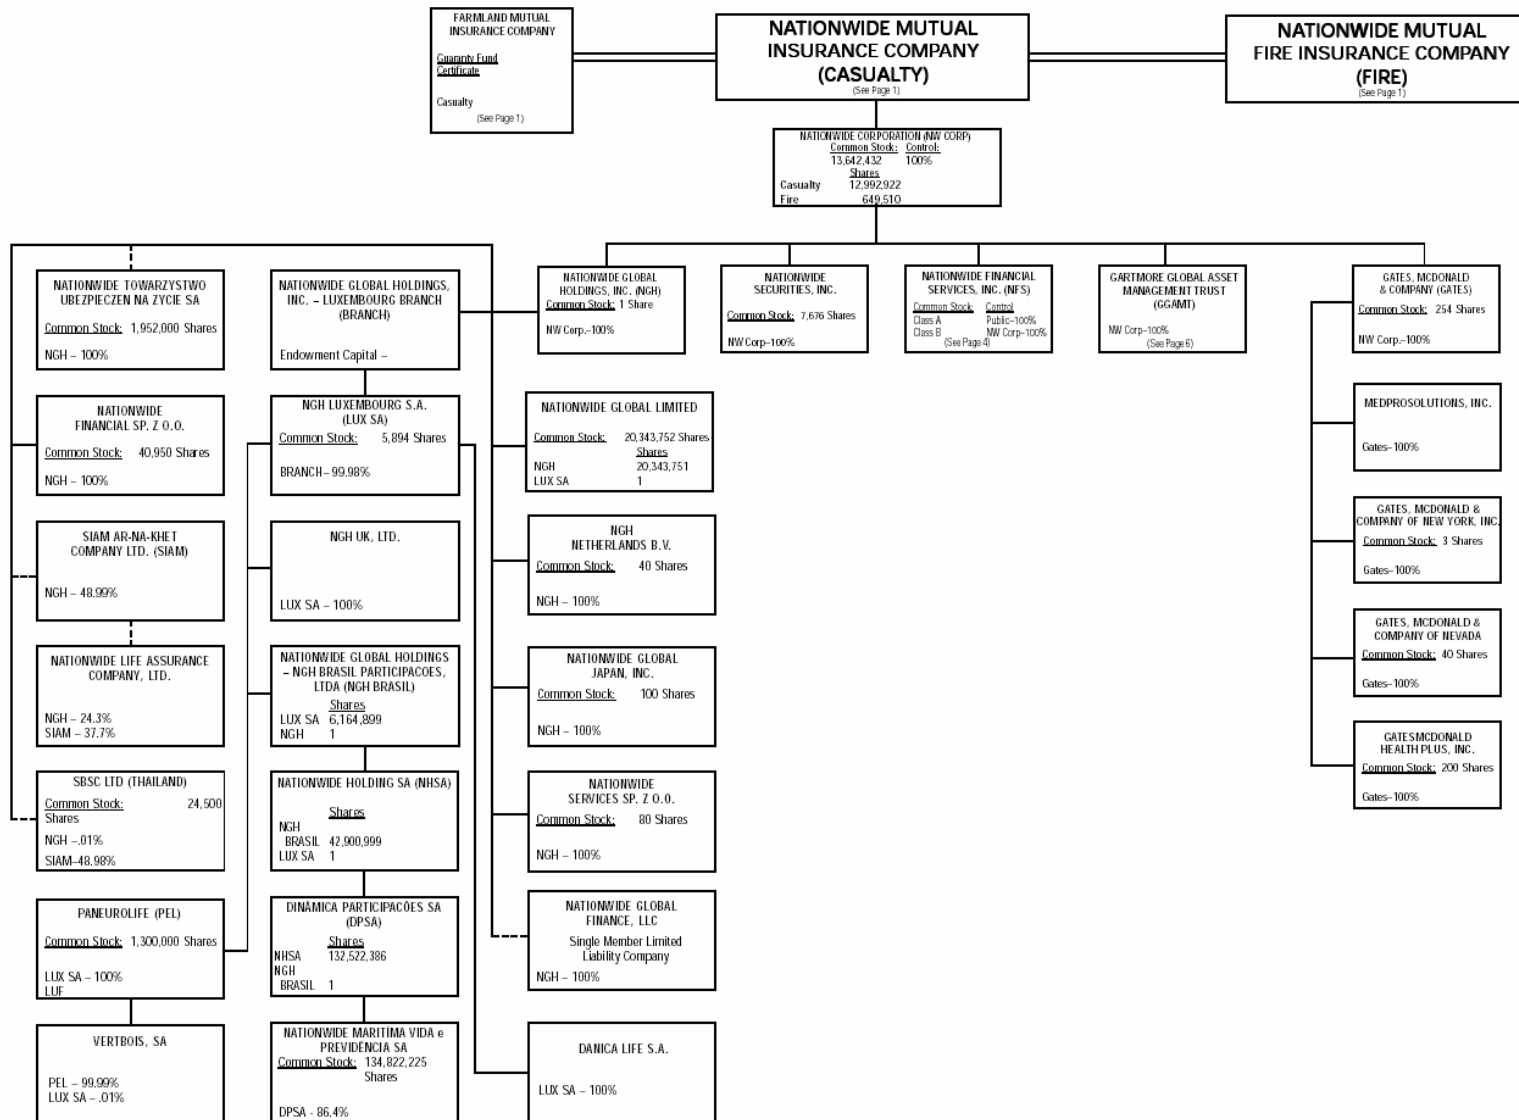 FARMLAND MUTUAL
INSURANCE COMPANY
Guaranty Fund
Certificate
Casualty
(See Page 1)
NATIONWIDE MUTUAL
INSURANCE COMPANY
(CASUALTY)
(See Page 1)
NATIONWIDE MUTUAL
FIRE INSURANCE COMPANY
(FIRE)
(See Page 1)
NATIONWIDE CORPORATION (NW CORP)
Common Stock: Control:
13,642,432 100%
Shares
Casualty 12,992,922
Fire 649,510
NATIONWIDE TOWARZYSTWO
UBEZPIECZEN NA ZYCIE SA
Common Stock: 1,952,000 Shares
NGH – 100%
NATIONWIDE GLOBAL HOLDINGS,
INC. – LUXEMBOURG BRANCH
(BRANCH)
Endowment Capital –
NATIONWIDE GLOBAL
HOLDINGS, INC. (NGH)
Common Stock: 1 Share
NW Corp.–100%
NATIONWIDE
SECURITIES, INC.
Common Stock: 7,676 Shares
NW Corp–100%
NATIONWIDE FINANCIAL
SERVICES, INC. (NFS)
Common Stock: Control
Class A Public–100%
Class B NW Corp–100%
(See Page 4)
GARTMORE GLOBAL ASSET
MANAGEMENT TRUST
(GGAMT)
NW Corp–100%
(See Page 6)
GATES, MCDONALD
& COMPANY (GATES)
Common Stock: 254 Shares
NW Corp.–100%
NATIONWIDE
FINANCIAL SP. Z O.O.
Common Stock: 40,950 Shares
NGH – 100%
NGH LUXEMBOURG S.A.
(LUX SA)
Common Stock: 5,894 Shares
BRANCH – 99.98%
NATIONWIDE GLOBAL LIMITED
Common Stock: 20,343,752 Shares
Shares
NGH 20,343,751
LUX SA 1
MEDPROSOLUTIONS, INC.
Gates–100%
SIAM AR-NA-KHET
COMPANY LTD. (SIAM)
NGH – 48.99%
NGH UK, LTD.
LUX SA – 100%
NGH
NETHERLANDS B.V.
Common Stock: 40 Shares
NGH – 100%
GATES, MCDONALD &
COMPANY OF NEW YORK, INC.
Common Stock: 3 Shares
Gates–100%
NATIONWIDE LIFE ASSURANCE
COMPANY, LTD.
NGH – 24.3%
SIAM – 37.7%
NATIONWIDE GLOBAL HOLDINGS
– NGH BRASIL PARTICIPACOES,
LTDA (NGH BRASIL)
Shares
LUX SA 6,164,899
NGH 1
NATIONWIDE GLOBAL
JAPAN, INC.
Common Stock: 100 Shares
NGH – 100%
GATES, MCDONALD &
COMPANY OF NEVADA
Common Stock: 40 Shares
Gates–100%
SBSC LTD (THAILAND)
Common Stock: 24,500
Shares
NGH –.01%
SIAM–48.98%
NATIONWIDE HOLDING SA (NHSA)
Shares
NGH
BRASIL 42,900,999
LUX SA 1
NATIONWIDE
SERVICES SP. Z O.O.
Common Stock: 80 Shares
NGH – 100%
GATESMCDONALD
HEALTH PLUS, INC.
Common Stock: 200 Shares
Gates–100%
PANEUROLIFE (PEL)
Common Stock: 1,300,000 Shares
LUX SA – 100%
LUF
DINÂMICA PARTICIPACÕES SA
(DPSA)
Shares
NHSA 132,522,386
NGH
BRASIL 1
NATIONWIDE GLOBAL
FINANCE, LLC
Single Member Limited
Liability Company
NGH – 100%
VERTBOIS, SA
PEL – 99.99%
LUX SA – .01%
NATIONWIDE MARITÍMA VIDA e
PREVIDÊNCIA SA
Common Stock: 134,822,225
Shares
DPSA - 86.4%
DANICA LIFE S.A.
LUX SA – 100%